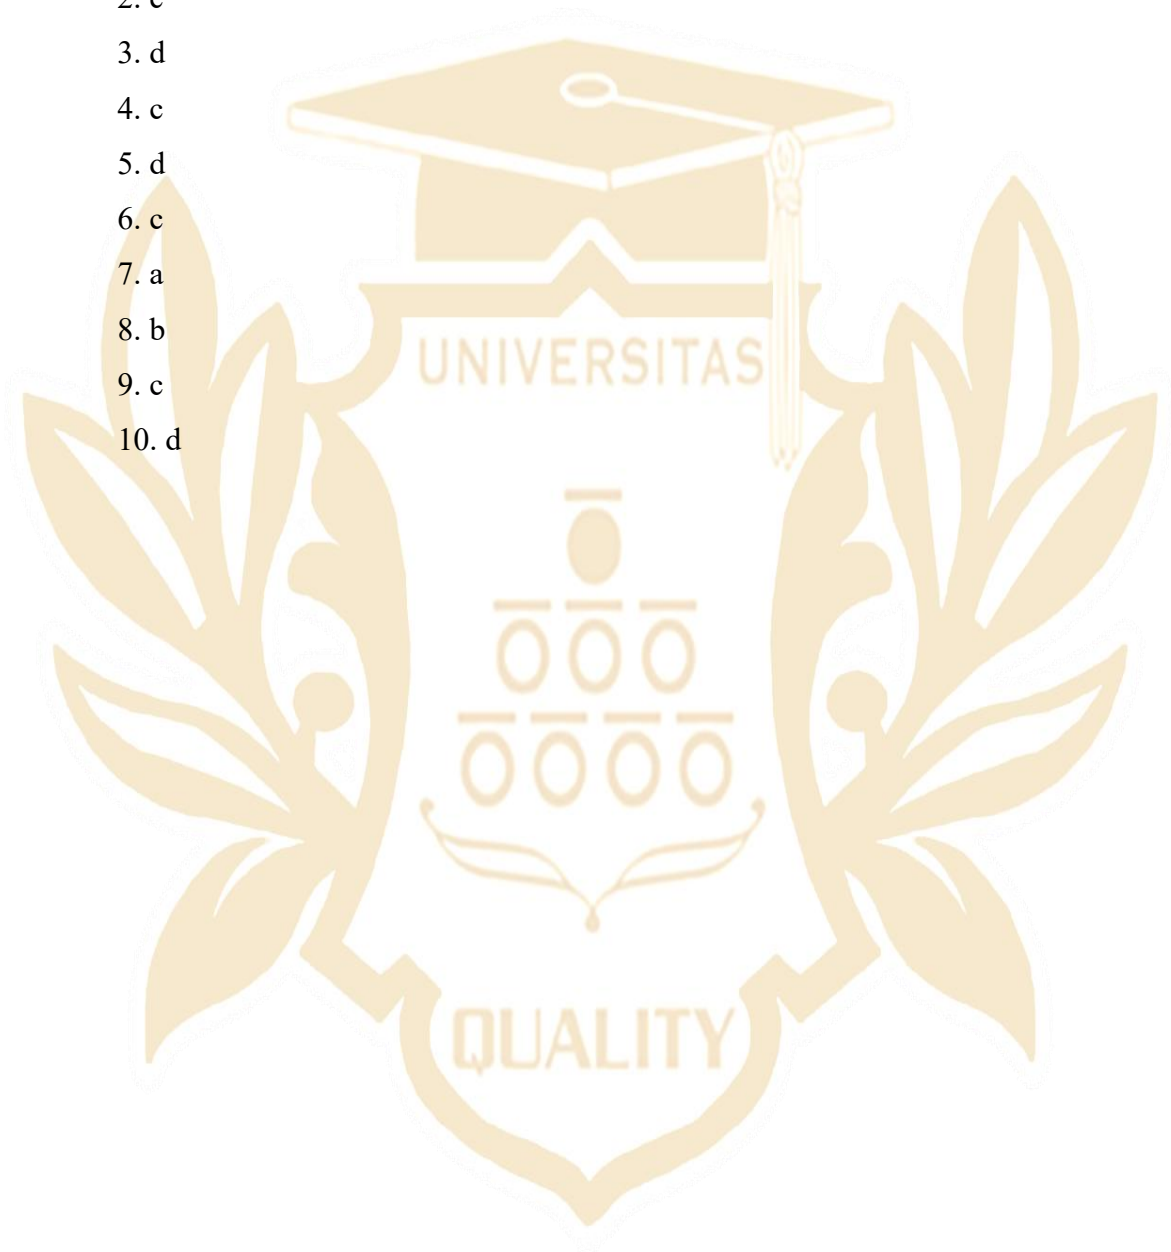 3. d
4. c
5. d
6. c
7. a
8. b
9. c
10. d
UNIVERSITAS
QUALITY